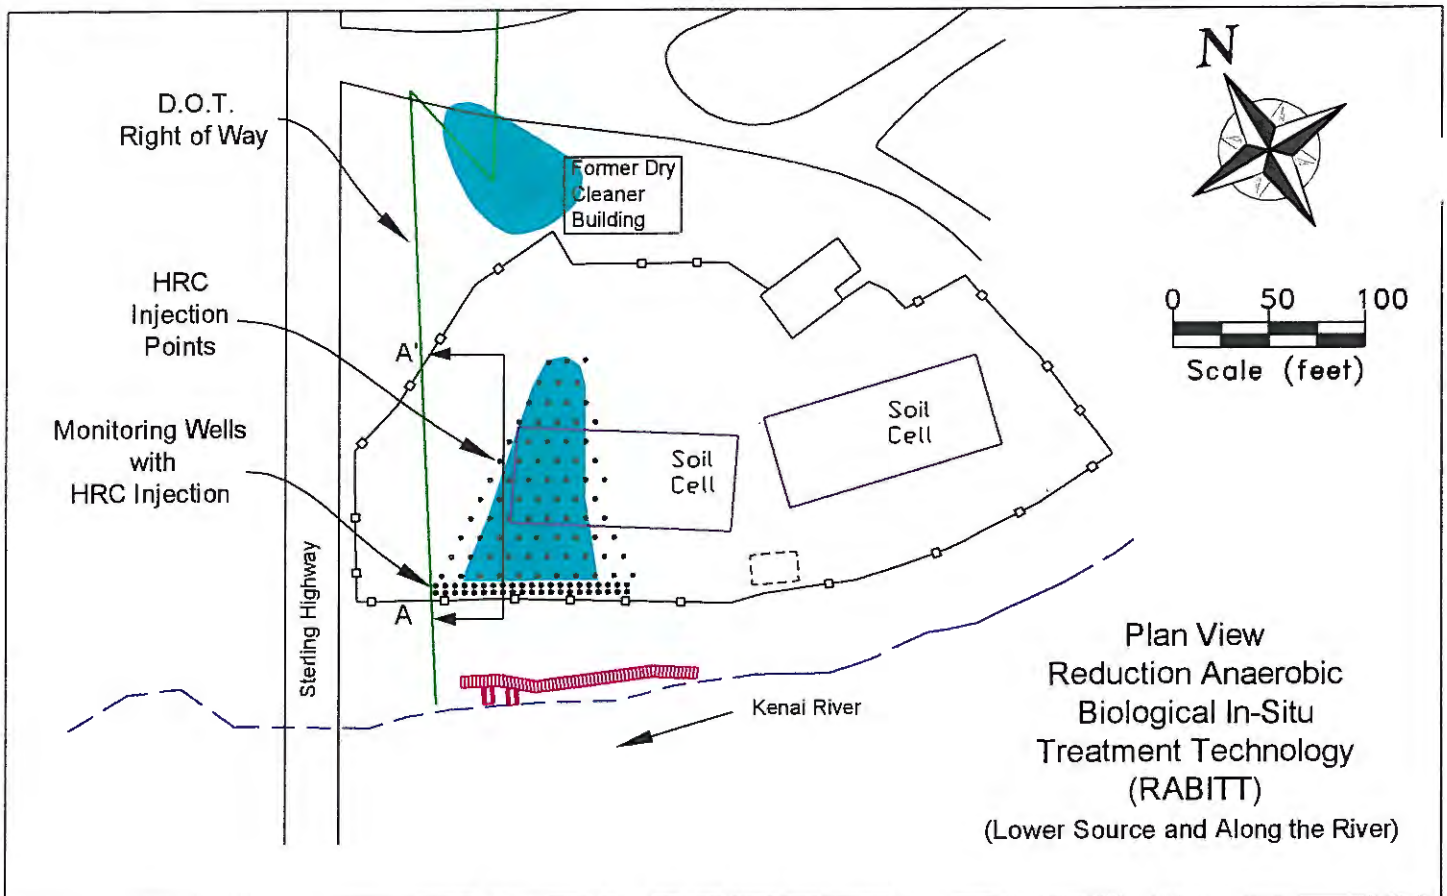 N
D.O.T.
Right of Way
Former Dry
Cleaner
Building
HRC
Injection
Points
0 50 100
Scale (feet)
A'
Monitoring Wells
with
HRC Injection
Soil
Cell
Soil
Cell
A
Sterling Highway
Kenai River
Plan View
Reduction Anaerobic
Biological In-Situ
Treatment Technology
(RABITT)
(Lower Source and Along the River)